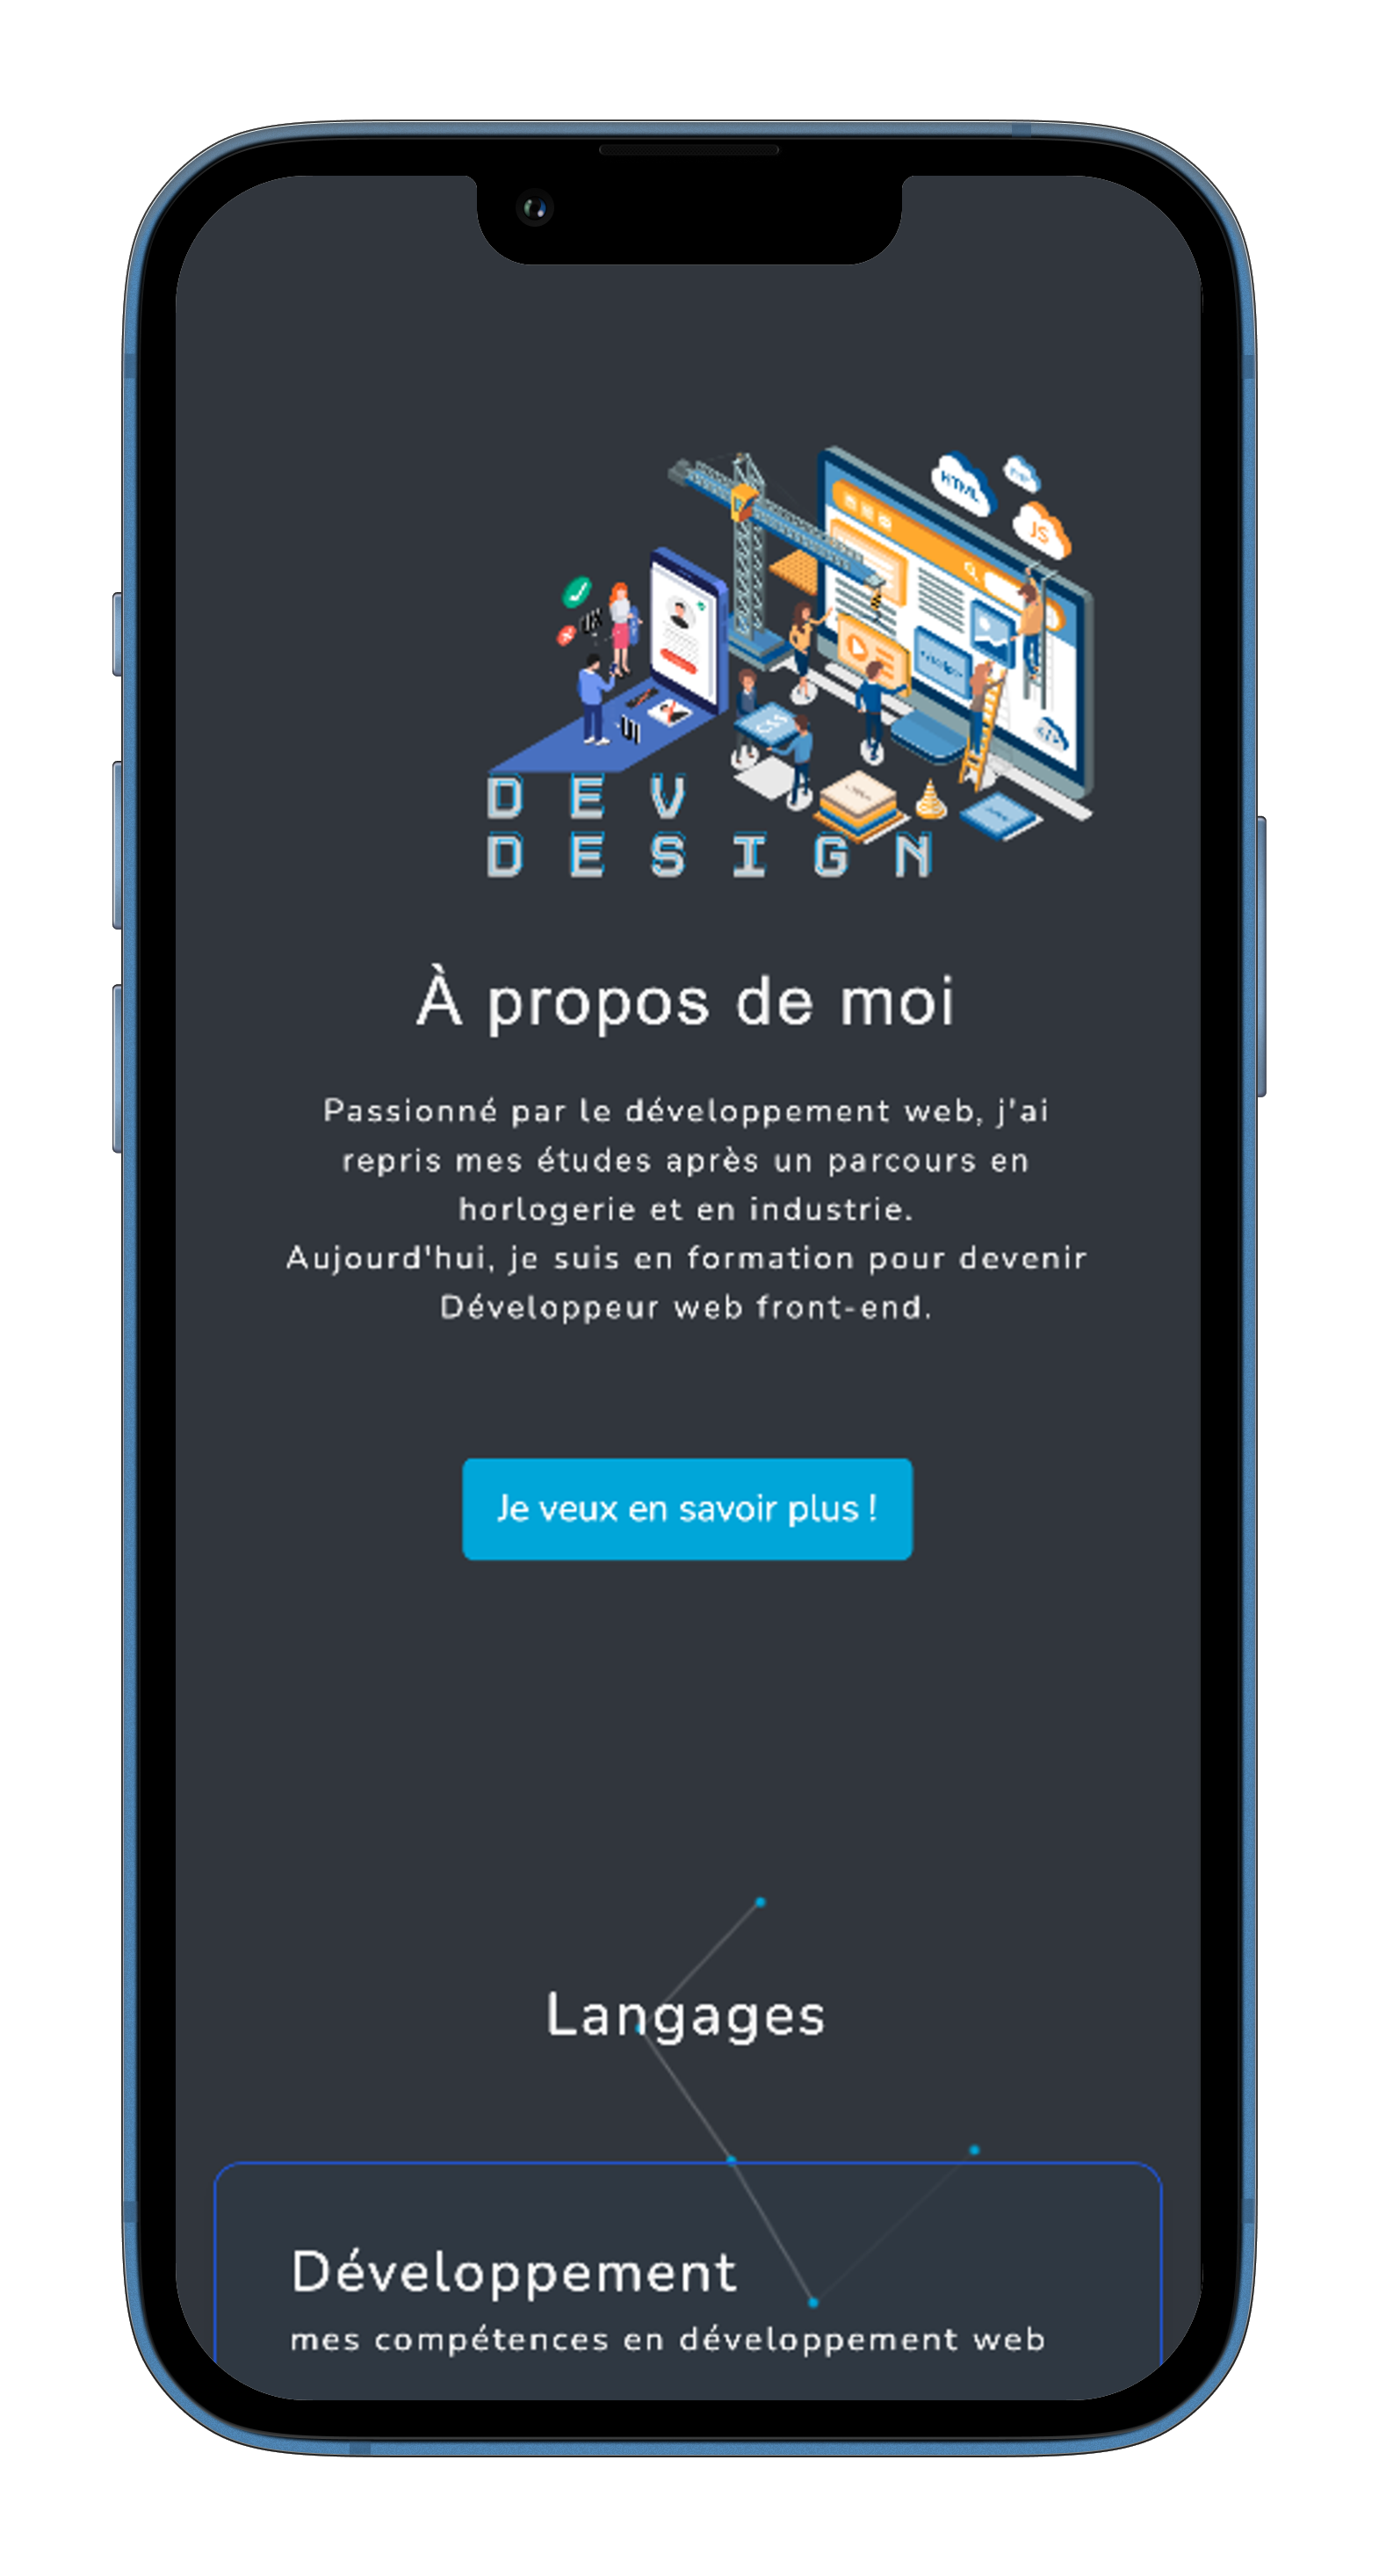 HTML
JS
UX
CSS
UI
</>
DEV
DESIGN
À propos de moi
Passionné par le développement web, j'ai
repris mes études après un parcours en
horlogerie et en industrie.
Aujourd'hui, je suis en formation pour devenir
Développeur web front-end.
Je veux en savoir plus !
Langages
Développement
mes compétences en développement web